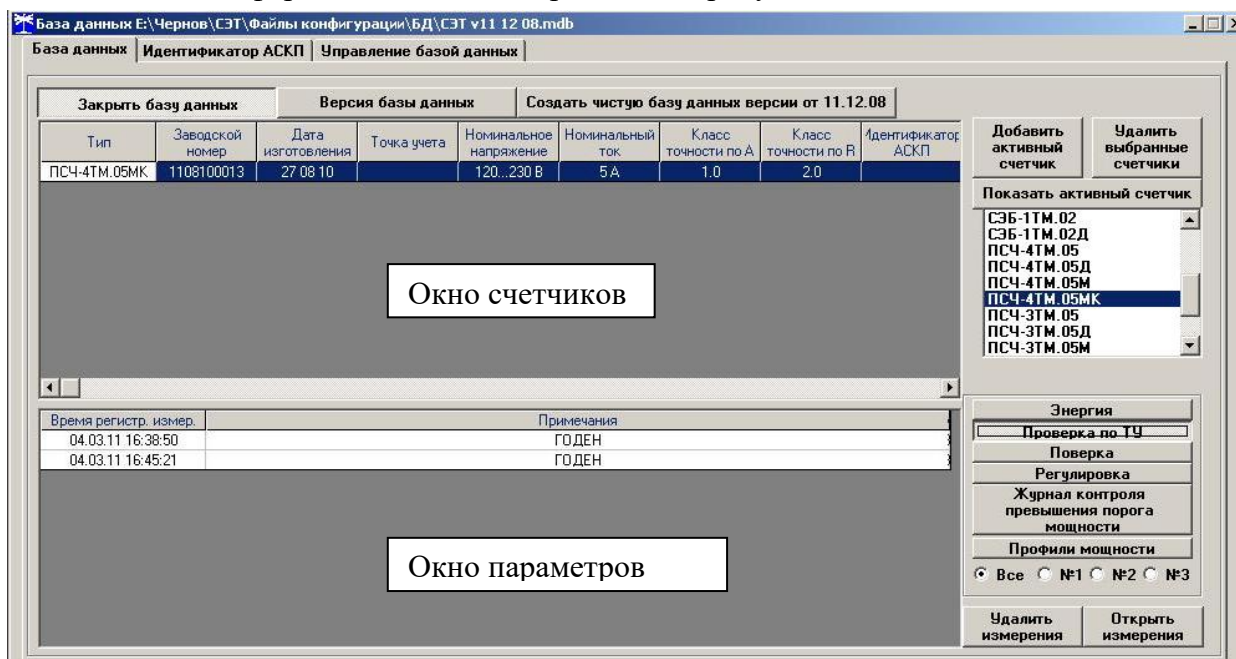 База данных E:\Чернов\СЭТ\Файлы конфигурации\БД\СЭТ v11 12 08.mdb
База данных Идентификатор АСКП Управление базой данных
Закрыть базу данных Версия базы данных Создать чистую базу данных версии от 11.12.08
Тип Заводской номер Дата изготовления Точка учета Номинальное напряжение Номинальный ток Класс точности по А Класс точности по R Идентификатор АСКП
ПСЧ-4ТМ.05МК 1108100013 27 08 10 120...230 В 5 А 1.0 2.0
Добавить активный счетчик
Удалить выбранные счетчики
Показать активный счетчик
СЭБ-1ТМ.02
СЭБ-1ТМ.02Д
ПСЧ-4ТМ.05
ПСЧ-4ТМ.05Д
ПСЧ-4ТМ.05М
ПСЧ-4ТМ.05МК
ПСЧ-3ТМ.05
ПСЧ-3ТМ.05Д
ПСЧ-3ТМ.05М
Окно счетчиков
Время регистр. измер. Примечания
04.03.11 16:38:50 ГОДЕН
04.03.11 16:45:21 ГОДЕН
Окно параметров
Энергия
Проверка по ТУ
Поверка
Регулировка
Журнал контроля
превышения порога
мощности
Профили мощности
Все №1 №2 №3
Удалить измерения
Открыть измерения